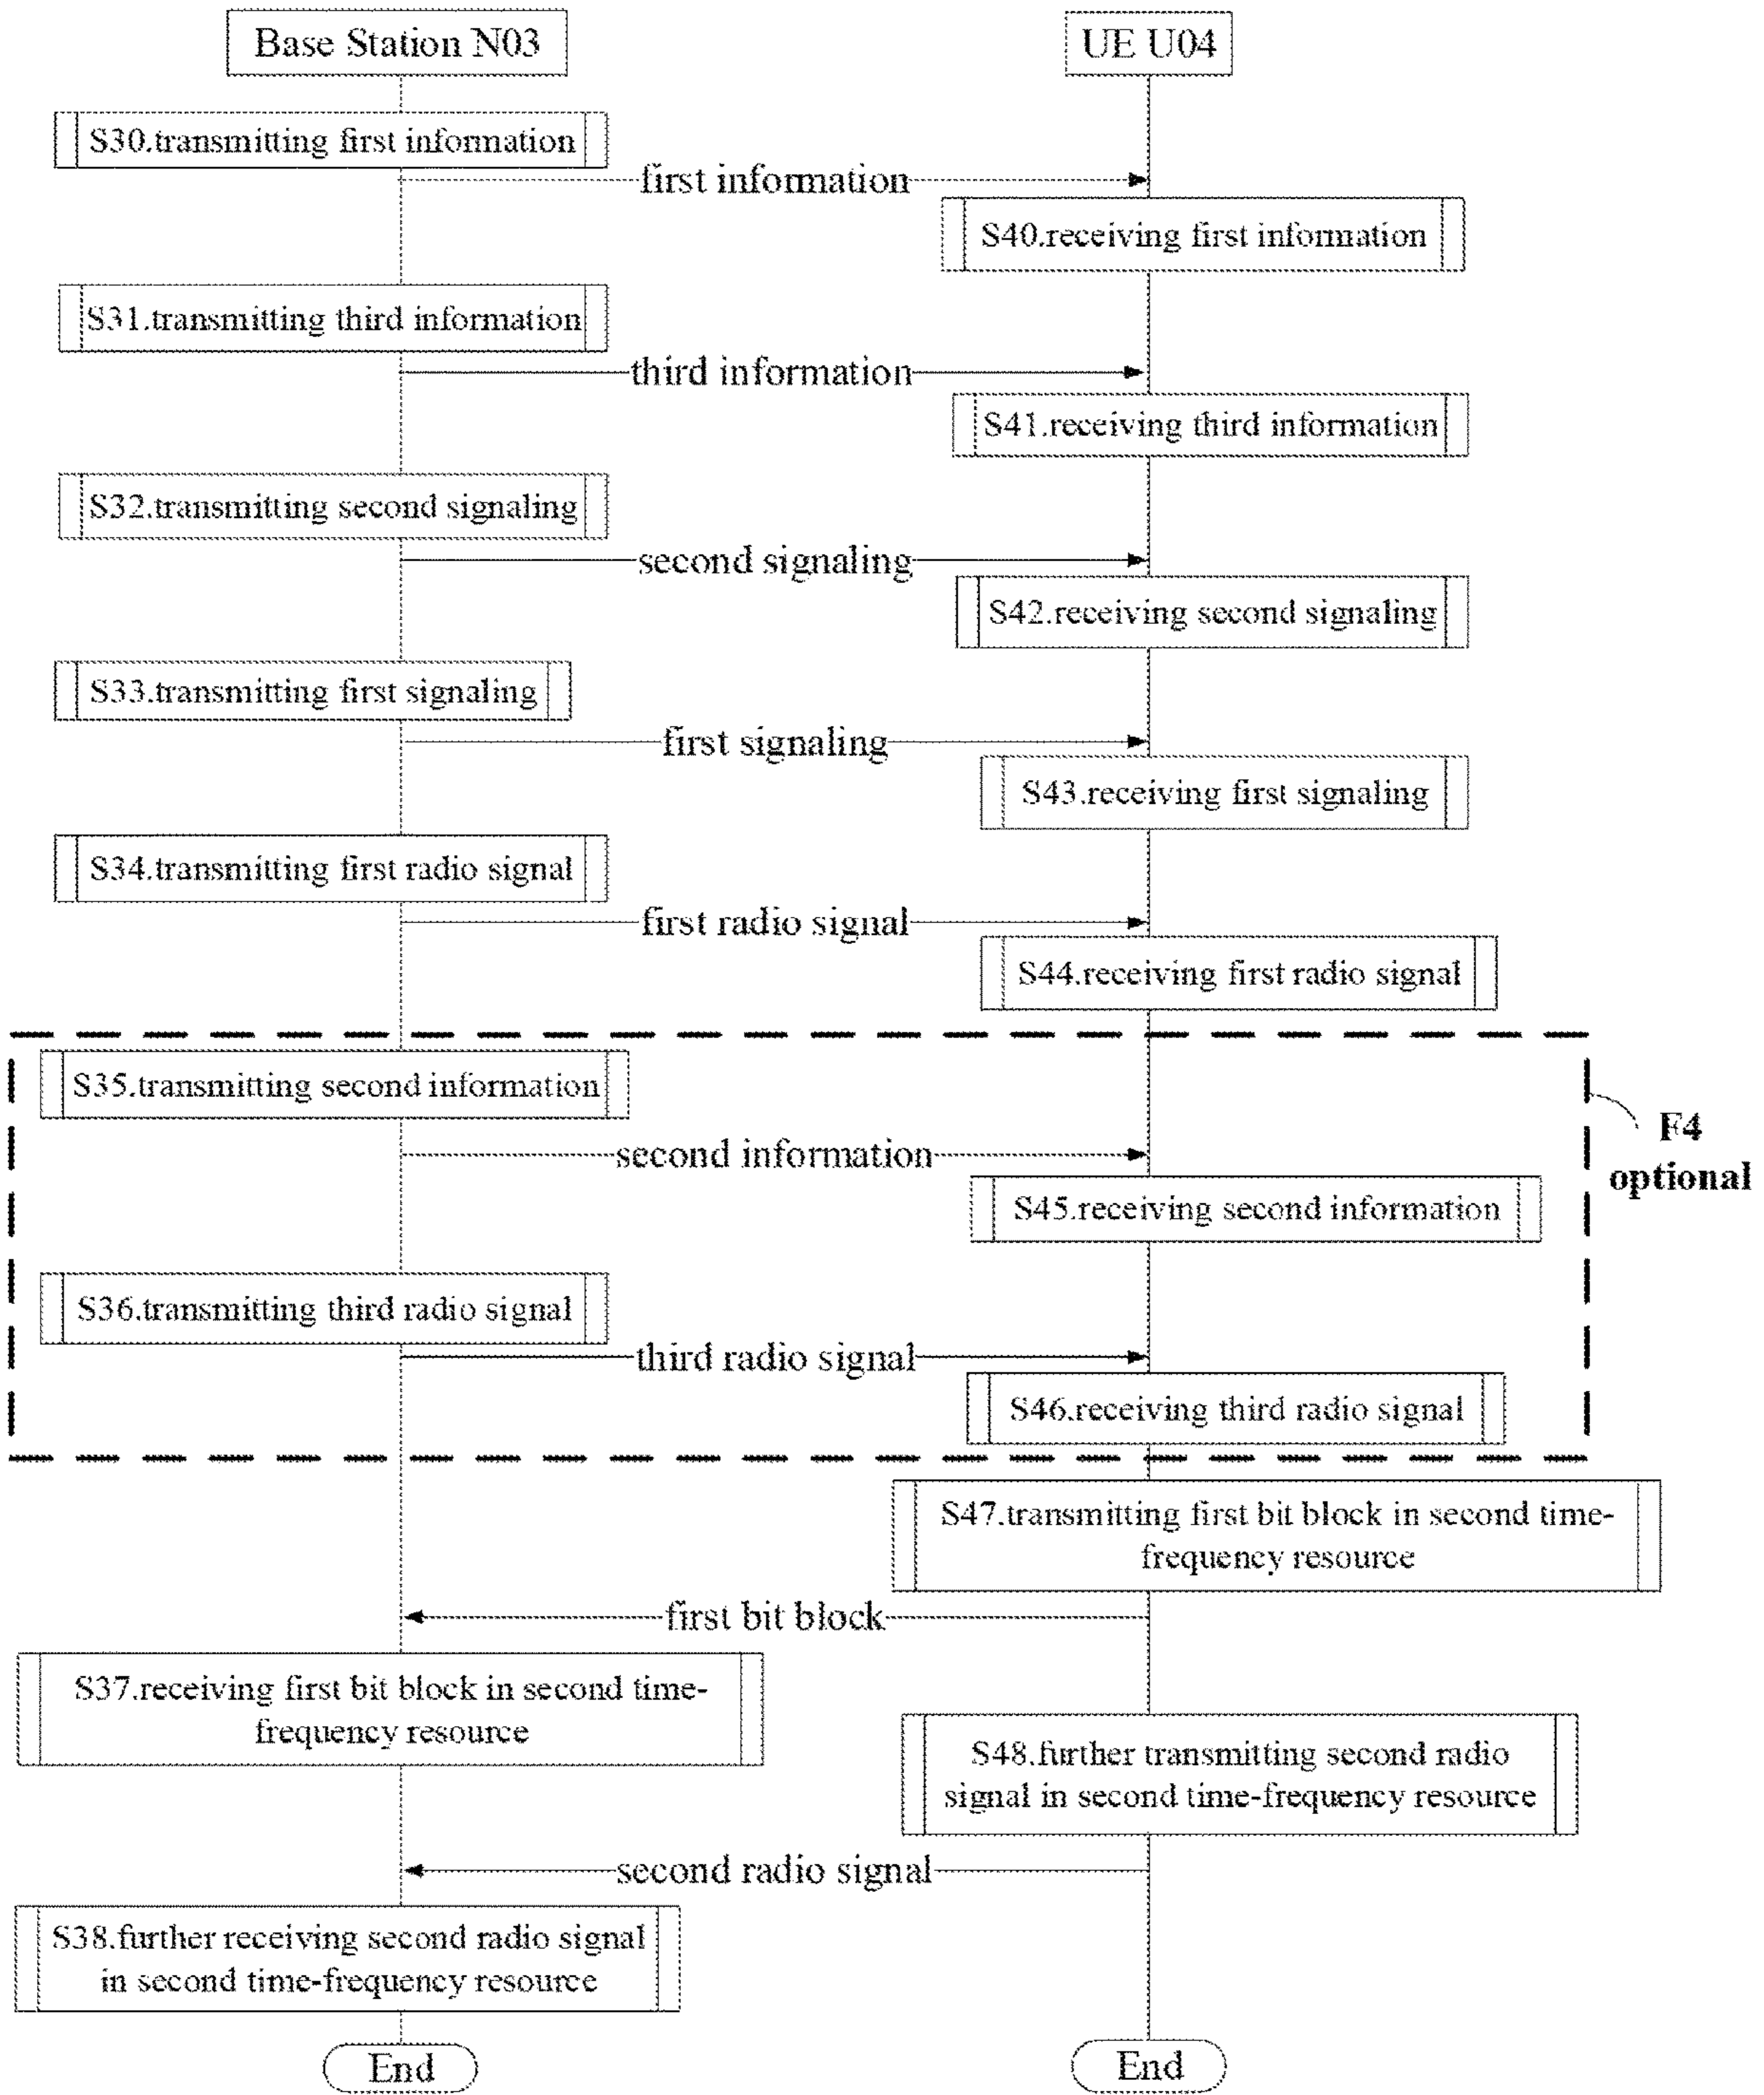 Base Station N03
UE U04
S30.transmitting first information
first information
S40.receiving first information
S31.transmitting third information
third information
S41.receiving third information
S32.transmitting second signaling
second signaling
S42.receiving second signaling
S33.transmitting first signaling
first signaling
S43.receiving first signaling
S34.transmitting first radio signal
first radio signal
S44.receiving first radio signal
S35.transmitting second information
F4
optional
second information
S45.receiving second information
S36.transmitting third radio signal
third radio signal
S46.receiving third radio signal
S47.transmitting first bit block in second time-
frequency resource
first bit block
S37.receiving first bit block in second time-
frequency resource
S48.further transmitting second radio
signal in second time-frequency resource
second radio signal
S38.further receiving second radio signal
in second time-frequency resource
End
End